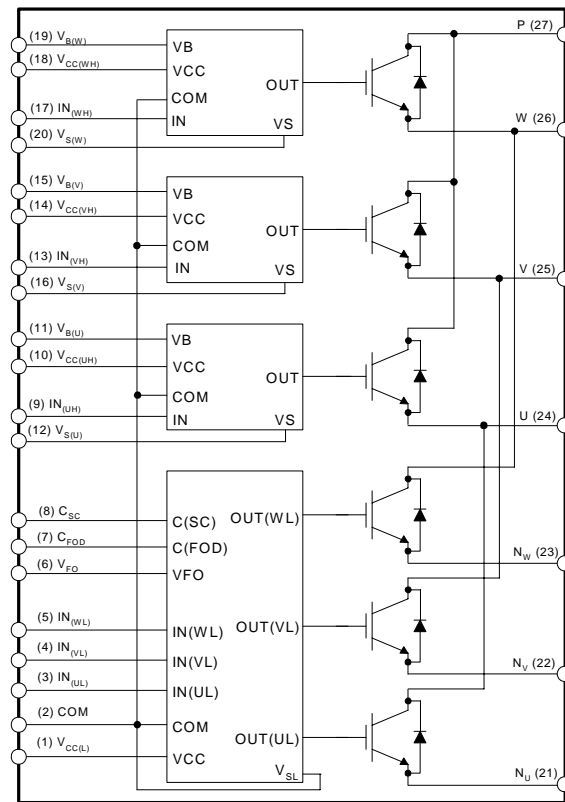 (19) VB(W)
(18) VCC(WH)
(17) IN(WH)
(20) VS(W)
VB
VCC
COM
IN
OUT
VS
P (27)
W (26)
(15) VB(V)
(14) VCC(VH)
(13) IN(VH)
(16) VS(V)
VB
VCC
COM
IN
OUT
VS
V (25)
(11) VB(U)
(10) VCC(UH)
(9) IN(UH)
(12) VS(U)
VB
VCC
COM
IN
OUT
VS
U (24)
(8) CSC
(7) CFOD
(6) VFO
(5) IN(WL)
(4) IN(VL)
(3) IN(UL)
(2) COM
(1) VCC(L)
C(SC)
C(FOD)
VFO
IN(WL)
IN(VL)
IN(UL)
COM
VCC
OUT(WL)
OUT(VL)
OUT(UL)
VSL
NW (23)
NV (22)
NU (21)